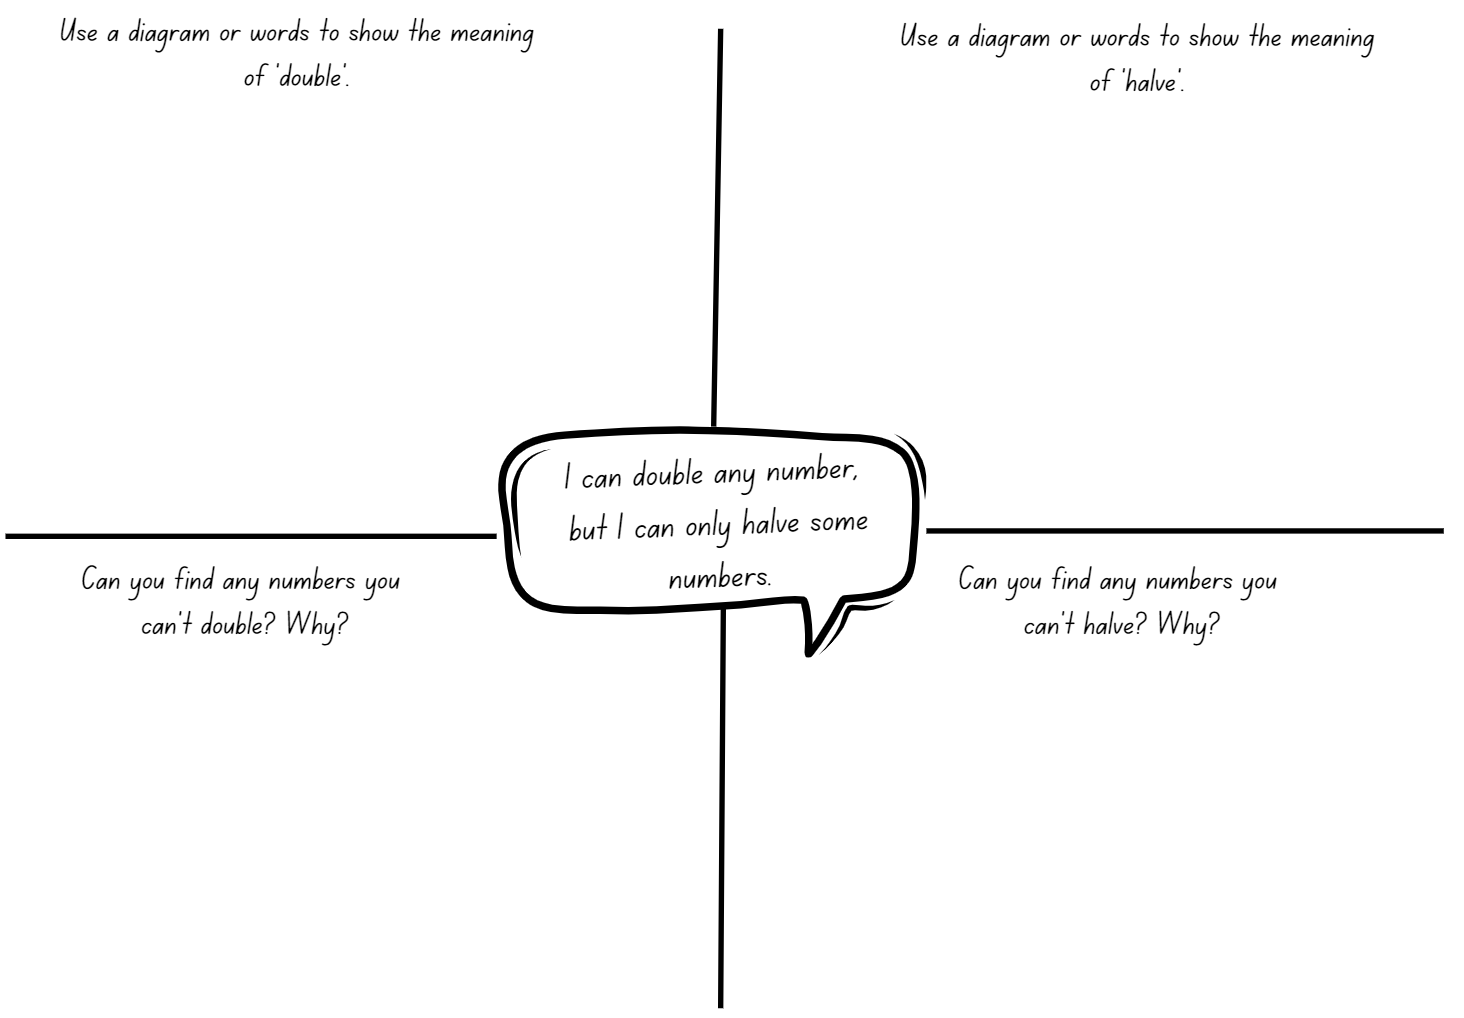 Use a diagram or words to show the meaning
of 'double'.
Use a diagram or words to show the meaning
of 'halve'.
I can double any number,
but I can only halve some
numbers.
Can you find any numbers you
can't double? Why?
Can you find any numbers you
can't halve? Why?